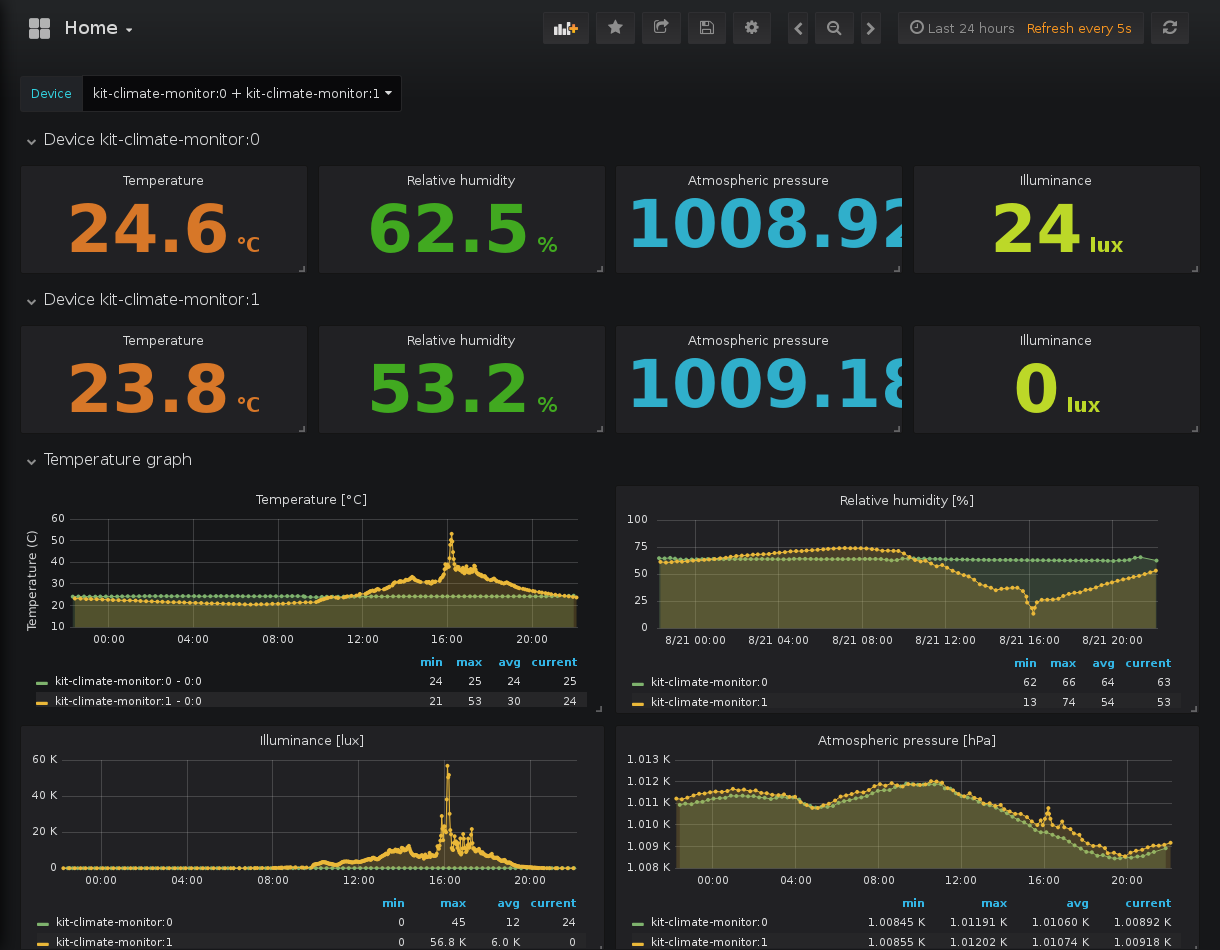 Home
Last 24 hours Refresh every 5s
Device kit-climate-monitor:0 + kit-climate-monitor:1
Device kit-climate-monitor:0
Temperature Relative humidity Atmospheric pressure Illuminance
24.6 °C 62.5 % 1008.92 24 lux
Device kit-climate-monitor:1
Temperature Relative humidity Atmospheric pressure Illuminance
23.8 °C 53.2 % 1009.18 0 lux
Temperature graph
Temperature [°C]
Temperature (C)
60
50
40
30
20
10
00:00 04:00 08:00 12:00 16:00 20:00
min max avg current
kit-climate-monitor:0 - 0:0 24 25 24 25
kit-climate-monitor:1 - 0:0 21 53 30 24
Relative humidity [%]
100
75
50
25
0
8/21 00:00 8/21 04:00 8/21 08:00 8/21 12:00 8/21 16:00 8/21 20:00
min max avg current
kit-climate-monitor:0 62 66 64 63
kit-climate-monitor:1 13 74 54 53
Illuminance [lux]
60 K
40 K
20 K
0
00:00 04:00 08:00 12:00 16:00 20:00
min max avg current
kit-climate-monitor:0 0 45 12 24
kit-climate-monitor:1 0 56.8 K 6.0 K 0
Atmospheric pressure [hPa]
1.013 K
1.012 K
1.011 K
1.010 K
1.009 K
1.008 K
00:00 04:00 08:00 12:00 16:00 20:00
min max avg current
kit-climate-monitor:0 1.00845 K 1.01191 K 1.01060 K 1.00892 K
kit-climate-monitor:1 1.00855 K 1.01202 K 1.01074 K 1.00918 K